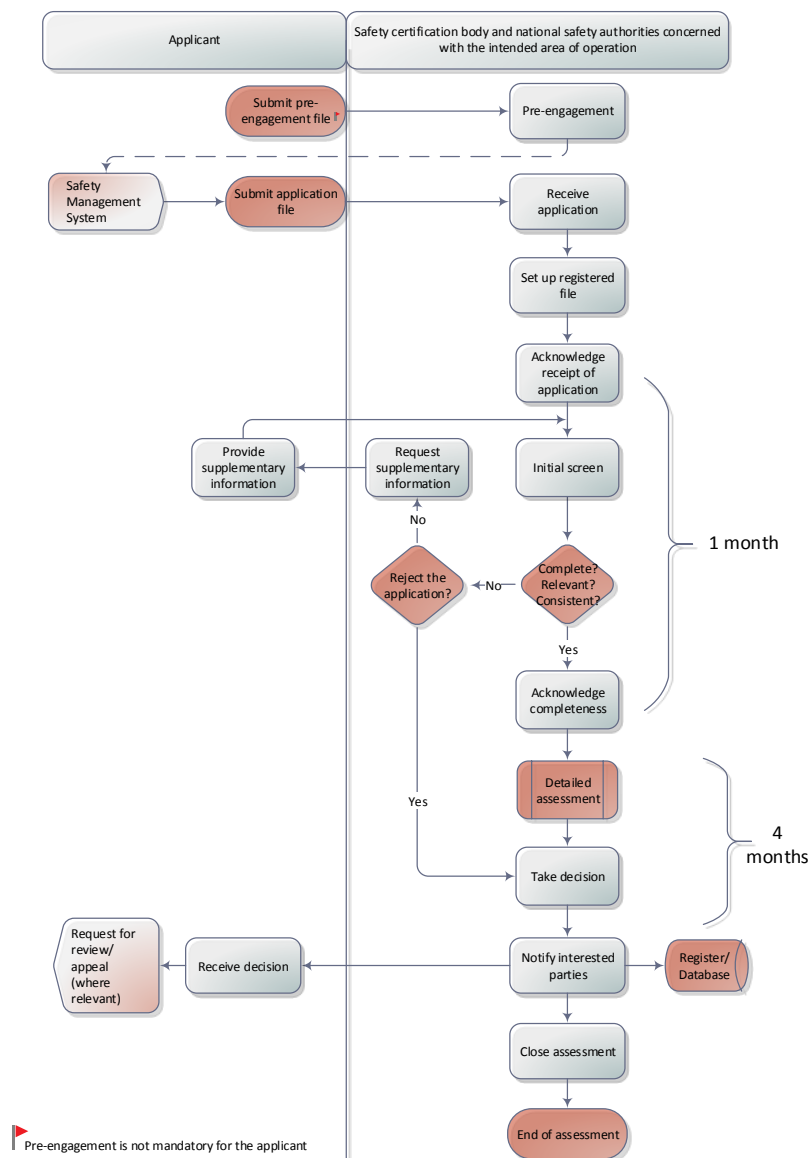 Applicant
Safety certification body and national safety authorities concerned
with the intended area of operation
Submit pre-
engagement file
Pre-engagement
Safety
Management
System
Submit application
file
Receive
application
Set up registered
file
Acknowledge
receipt of
application
Provide
supplementary
information
Request
supplementary
information
Initial screen
1 month
No
Reject the
application?
No
Complete?
Relevant?
Consistent?
Yes
Acknowledge
completeness
Detailed
assessment
Yes
4
months
Take decision
Request for
review/
appeal
(where
relevant)
Receive decision
Notify interested
parties
Register/
Database
Close assessment
End of assessment
Pre-engagement is not mandatory for the applicant